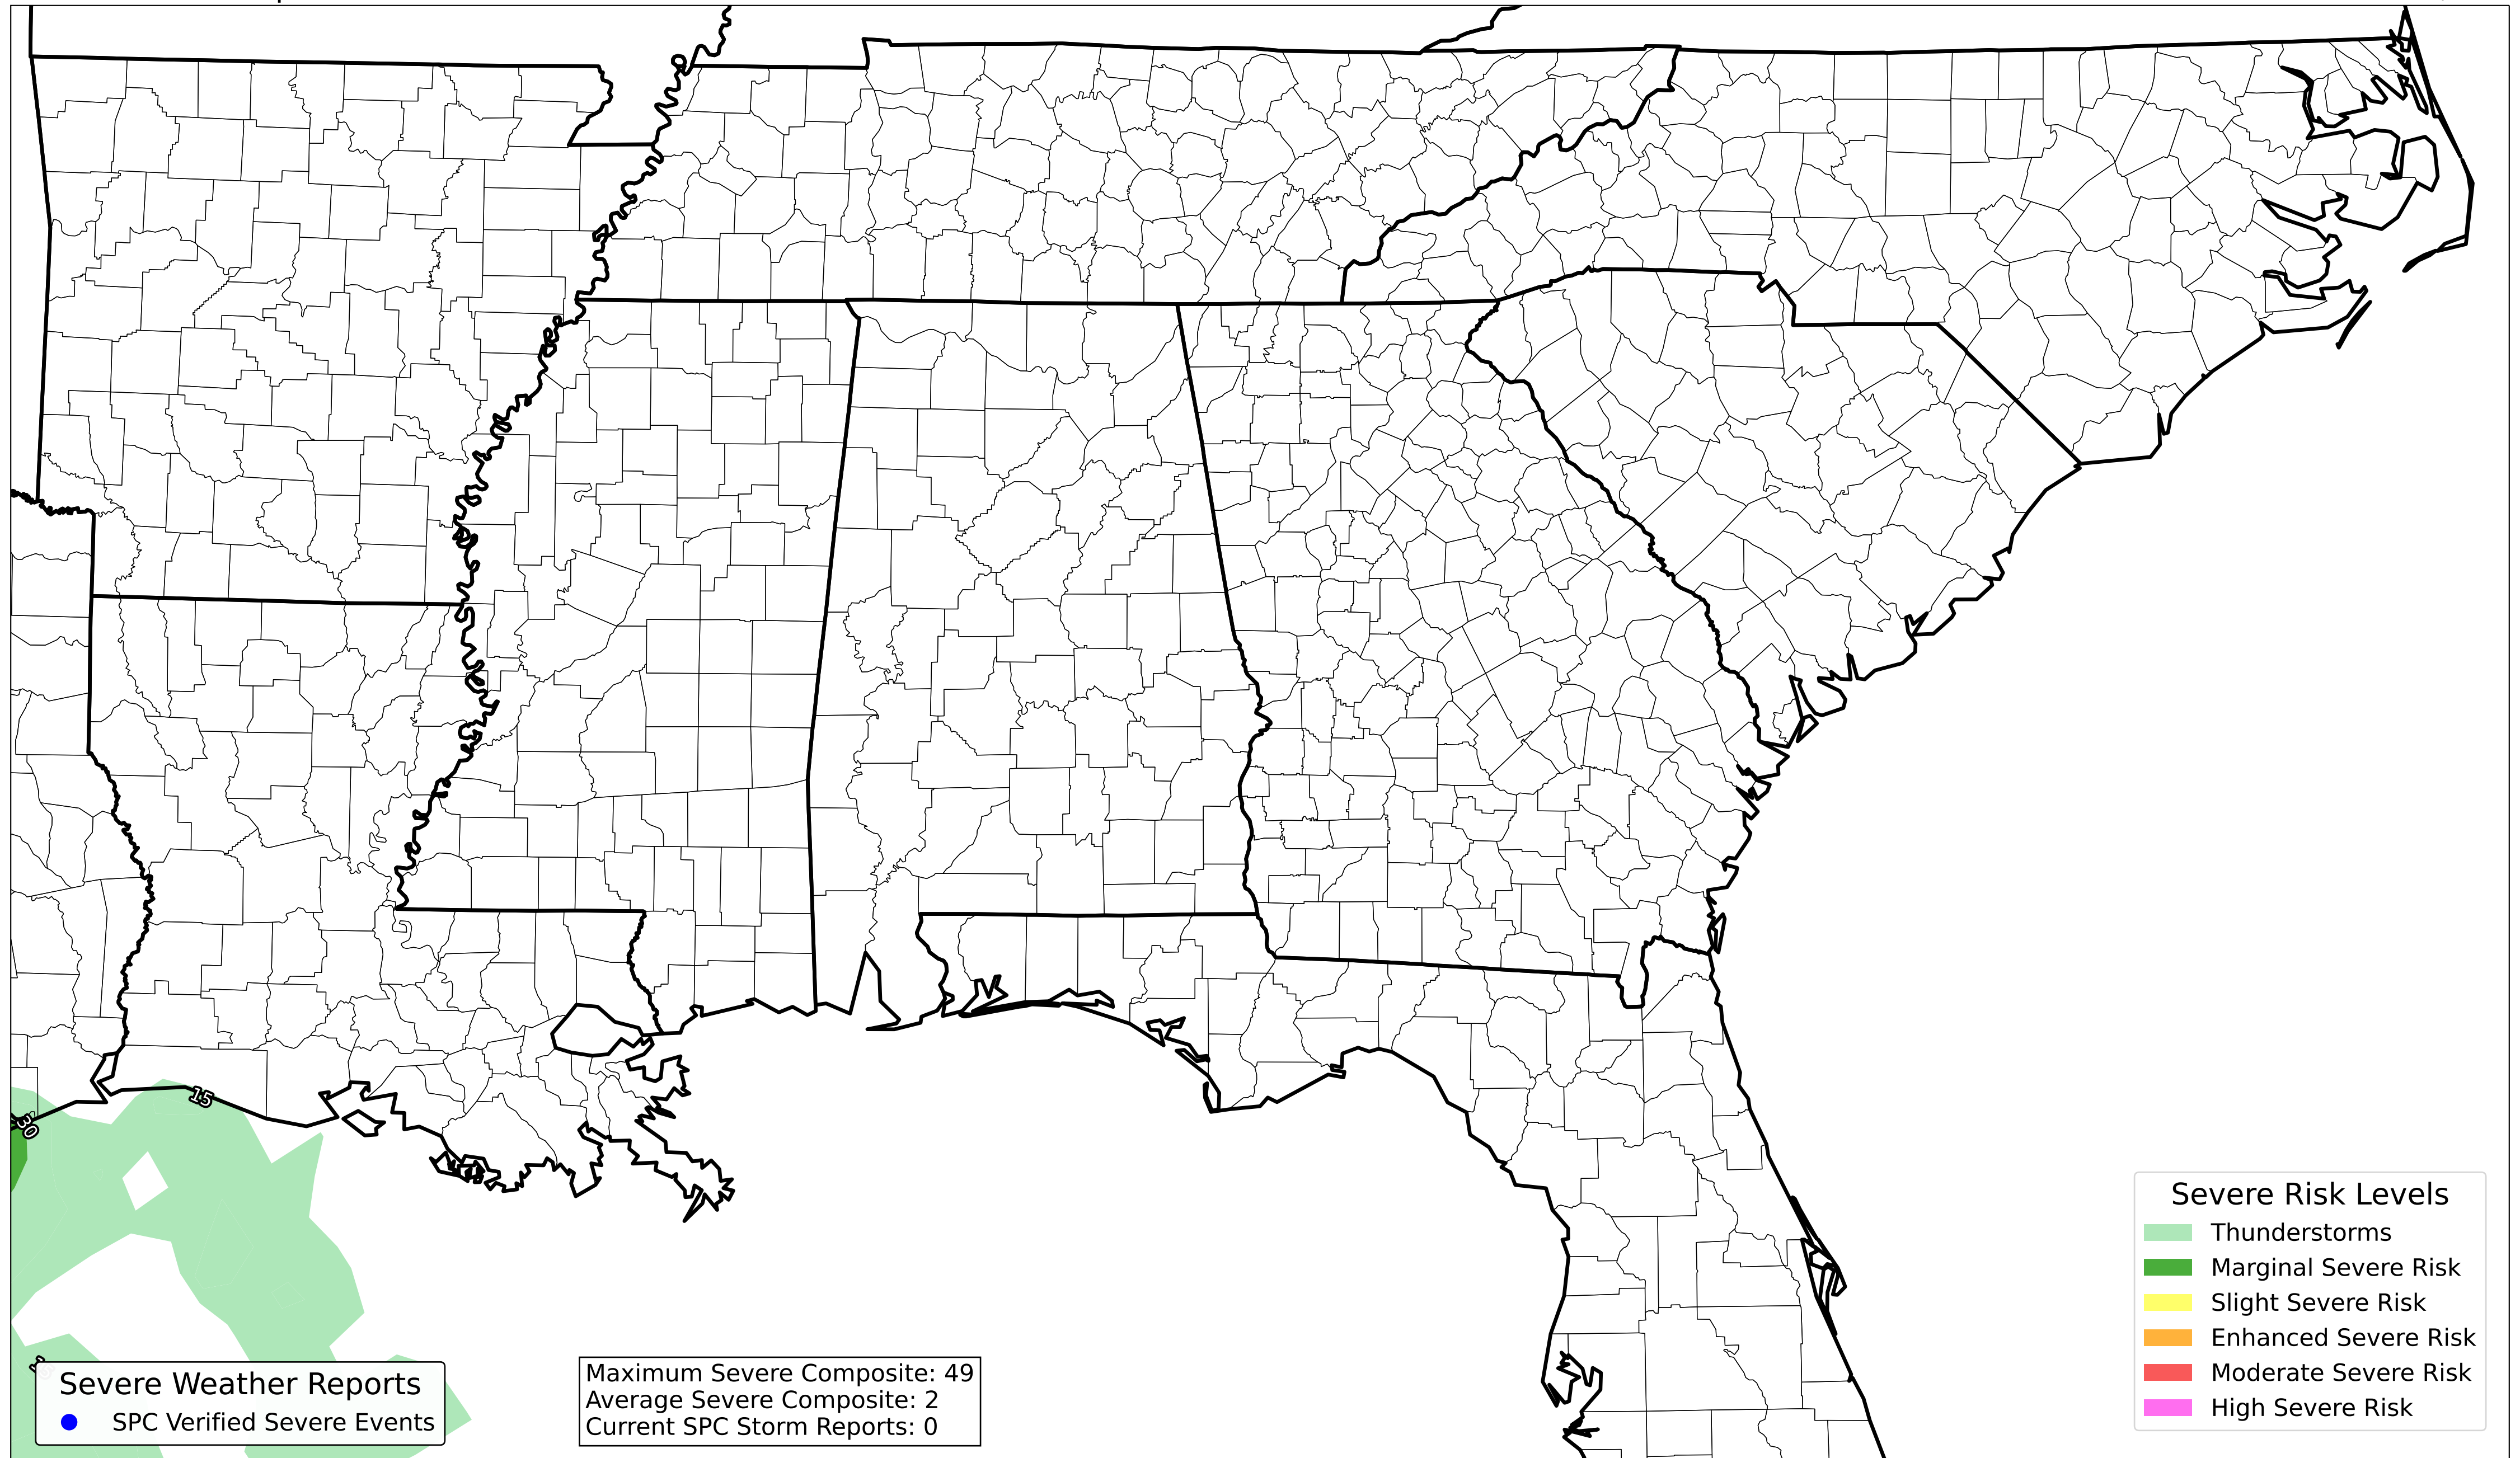 15
30
Severe Risk Levels
Thunderstorms
Marginal Severe Risk
Slight Severe Risk
Enhanced Severe Risk
Moderate Severe Risk
High Severe Risk
Severe Weather Reports
SPC Verified Severe Events
Maximum Severe Composite: 49
Average Severe Composite: 2
Current SPC Storm Reports: 0